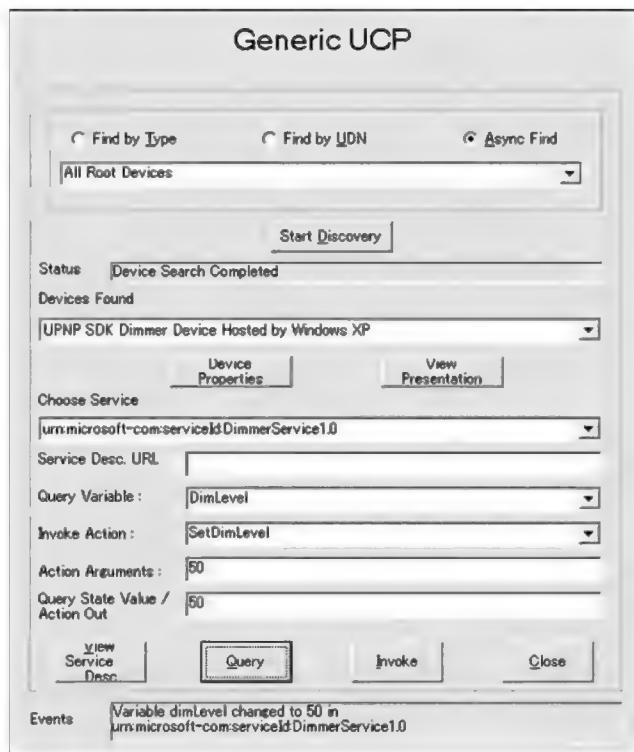 Generic UCP
Find by Type Find by UDN Async Find
All Root Devices
Start Discovery
Status Device Search Completed
Devices Found
UPNP SDK Dimmer Device Hosted by Windows XP
Device Properties View Presentation
Choose Service
urn:microsoft-com:serviceId:DimmerService1.0
Service Desc. URL
Query Variable : DimLevel
Invoke Action : SetDimLevel
Action Arguments : 50
Query State Value /
Action Out 50
View Service Desc. Query Invoke Close
Events Variable dimLevel changed to 50 in
urn:microsoft-com:serviceId:DimmerService1.0